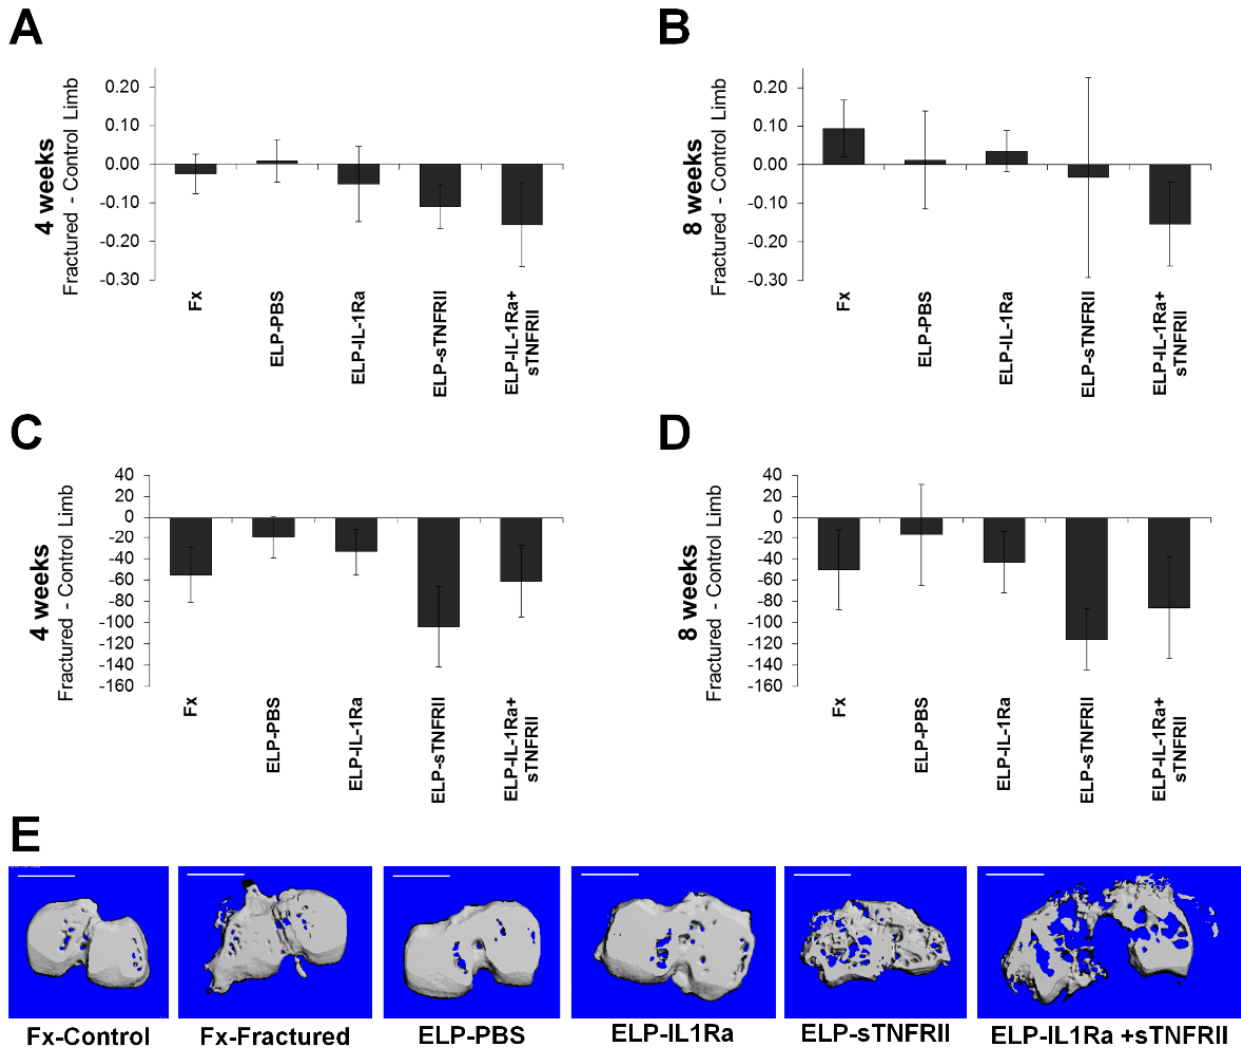 A
B
4 weeks
Fractured - Control Limb
0.20
0.10
0.00
-0.10
-0.20
-0.30
Fx
ELP-PBS
ELP-IL-1Ra
ELP-sTNFRII
ELP-IL-1Ra+
sTNFRII
8 weeks
Fractured - Control Limb
0.20
0.10
0.00
-0.10
-0.20
-0.30
Fx
ELP-PBS
ELP-IL-1Ra
ELP-sTNFRII
ELP-IL-1Ra+
sTNFRII
C
D
4 weeks
Fractured - Control Limb
40
20
0
-20
-40
-60
-80
-100
-120
-140
-160
Fx
ELP-PBS
ELP-IL-1Ra
ELP-sTNFRII
ELP-IL-1Ra+
sTNFRII
8 weeks
Fractured - Control Limb
40
20
0
-20
-40
-60
-80
-100
-120
-140
-160
Fx
ELP-PBS
ELP-IL-1Ra
ELP-sTNFRII
ELP-IL-1Ra+
sTNFRII
E
Fx-Control
Fx-Fractured
ELP-PBS
ELP-IL1Ra
ELP-sTNFRII
ELP-IL1Ra +sTNFRII